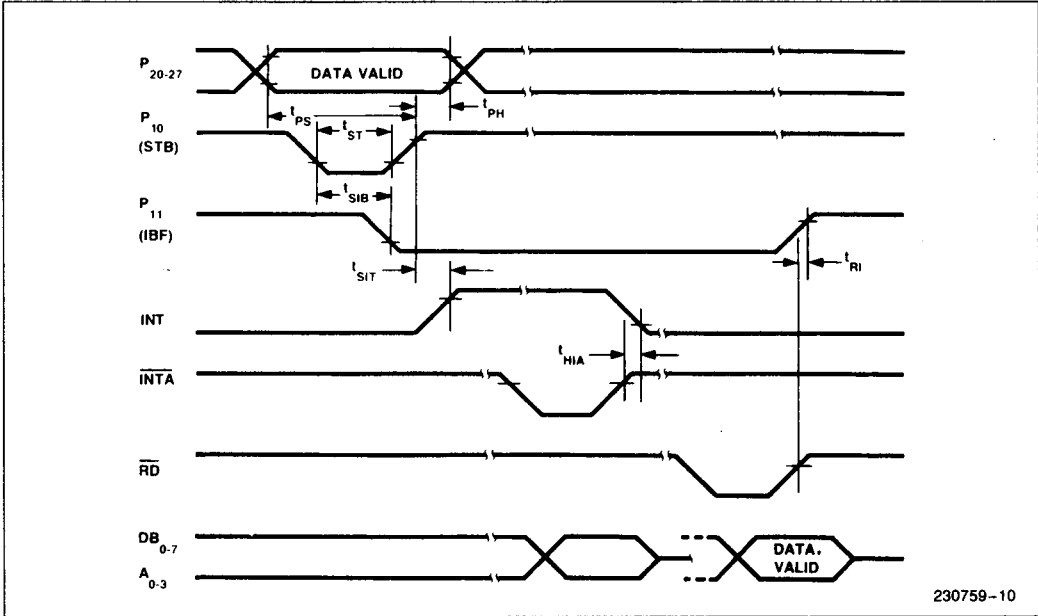 P20-27
DATA VALID
tPH
tPS
P10
(STB)
tST
tSIB
P11
(IBF)
tRI
tSIT
INT
tHIA
INTA
RD
DB0-7
A0-3
DATA.
VALID
230759-10